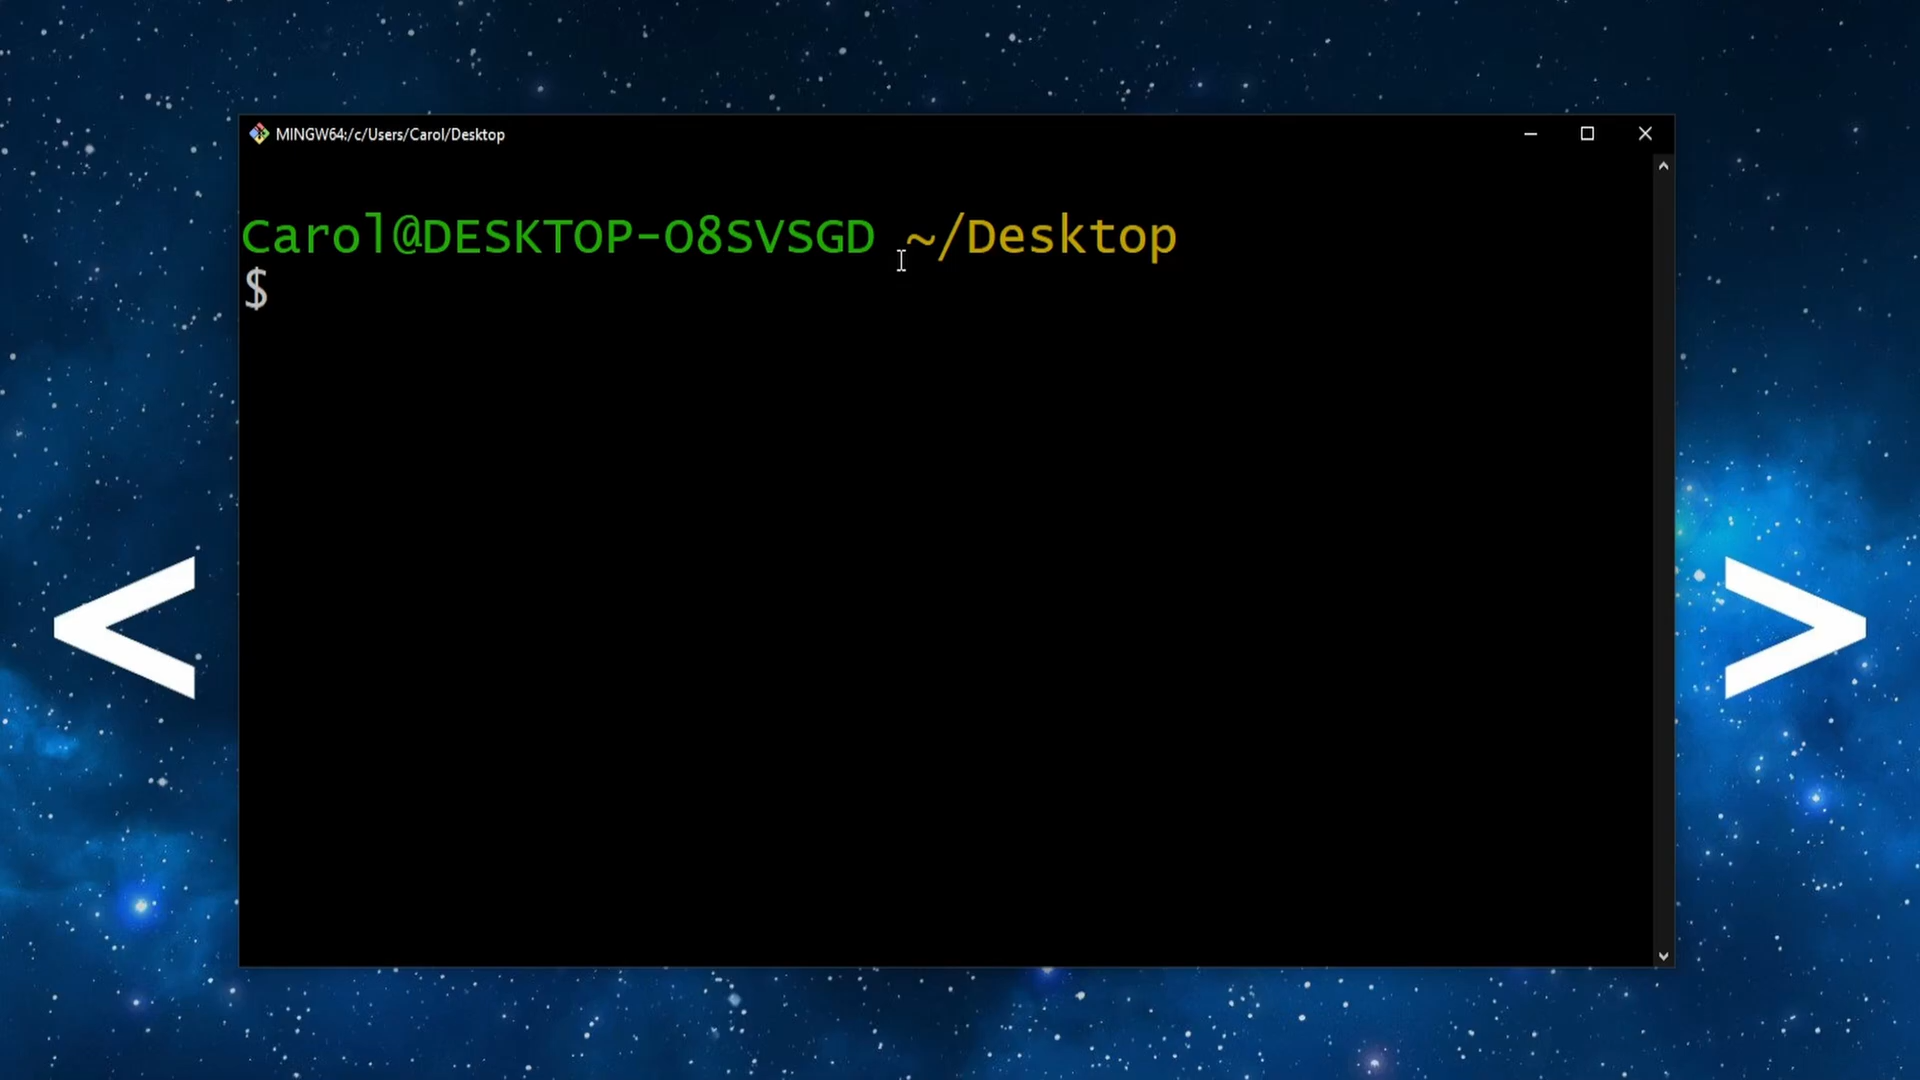 MINGW64:/c/Users/Carol/Desktop
Carol@DESKTOP-O8SVSGD ~/Desktop
$
< >